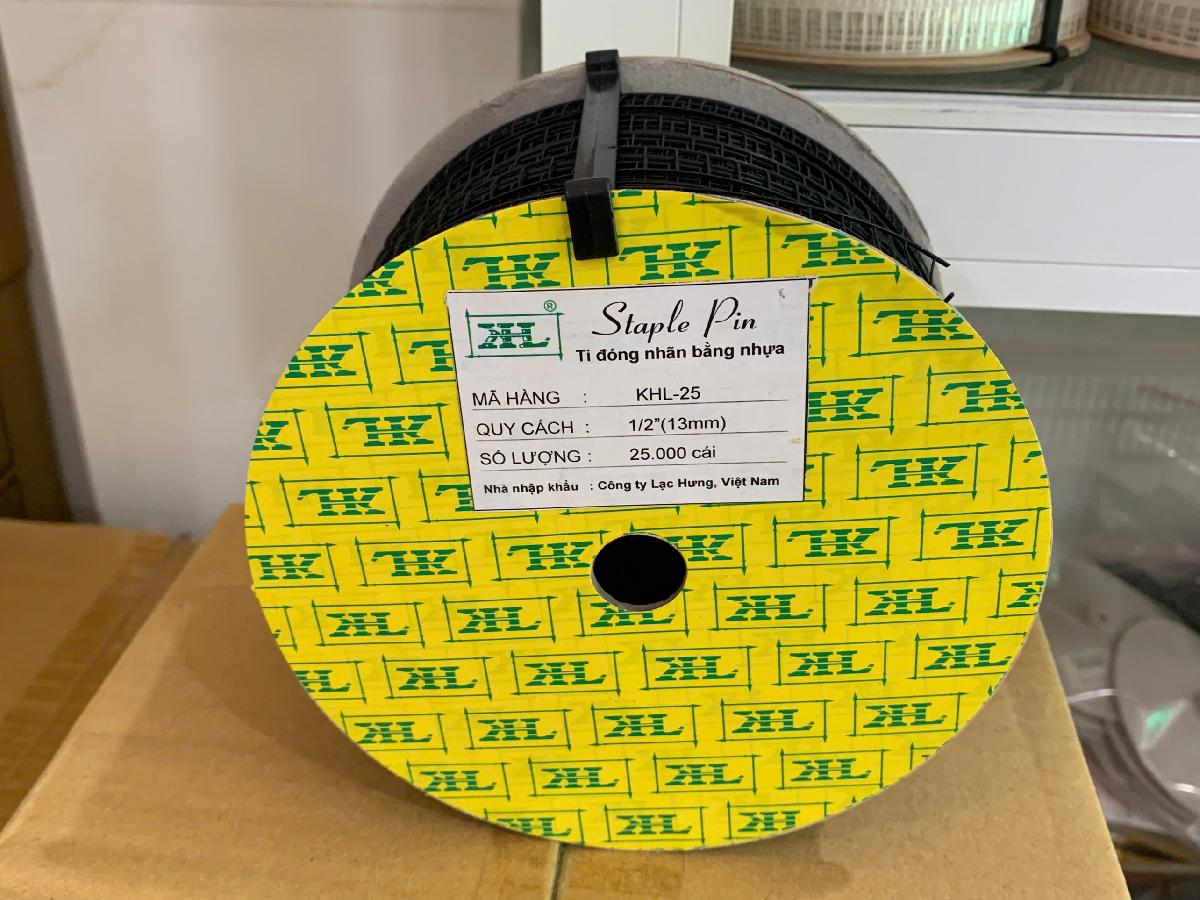 KHL ®
Staple Pin
Ti đóng nhãn bằng nhựa
MÃ HÀNG : KHL-25
QUY CÁCH : 1/2"(13mm)
SỐ LƯỢNG : 25.000 cái
Nhà nhập khẩu : Công ty Lạc Hưng, Việt Nam